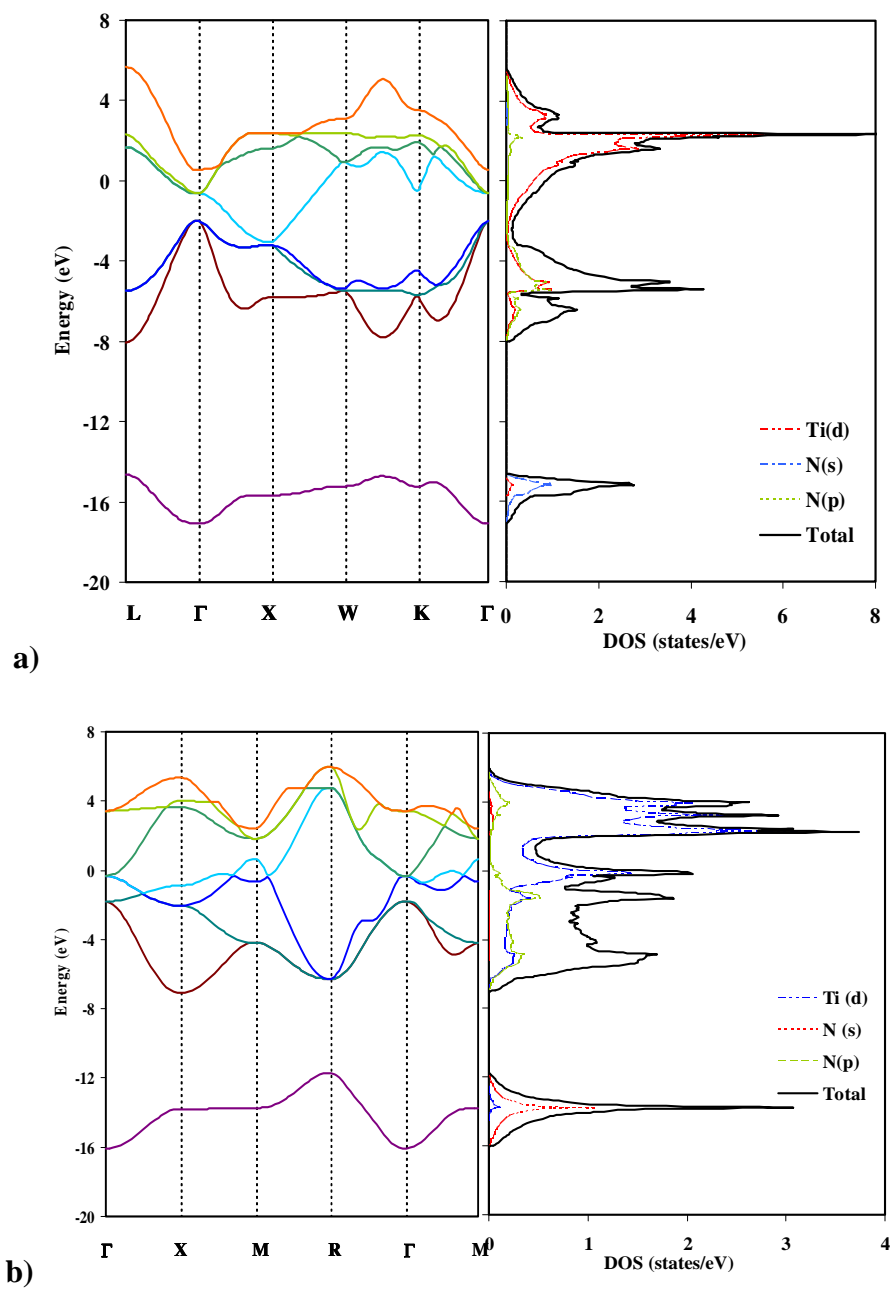 8
4
0
-4
-8
-12
-16
-20
Energy (eV)
L Γ X W K Γ
Ti(d)
N(s)
N(p)
Total
0 2 4 6 8
DOS (states/eV)
a)
8
4
0
-4
-8
-12
-16
-20
Energy (eV)
Γ X M R Γ M
Ti (d)
N (s)
N(p)
Total
0 1 2 3 4
DOS (states/eV)
b)